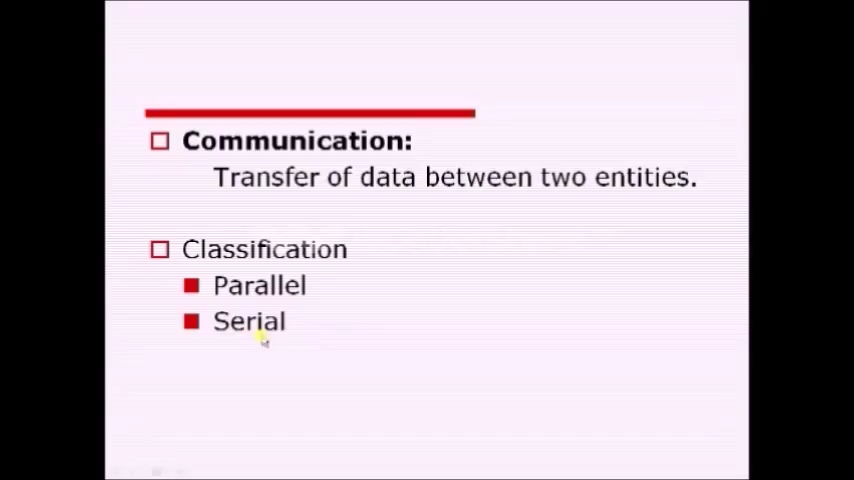 Communication:
Transfer of data between two entities.
Classification
Parallel
Serial